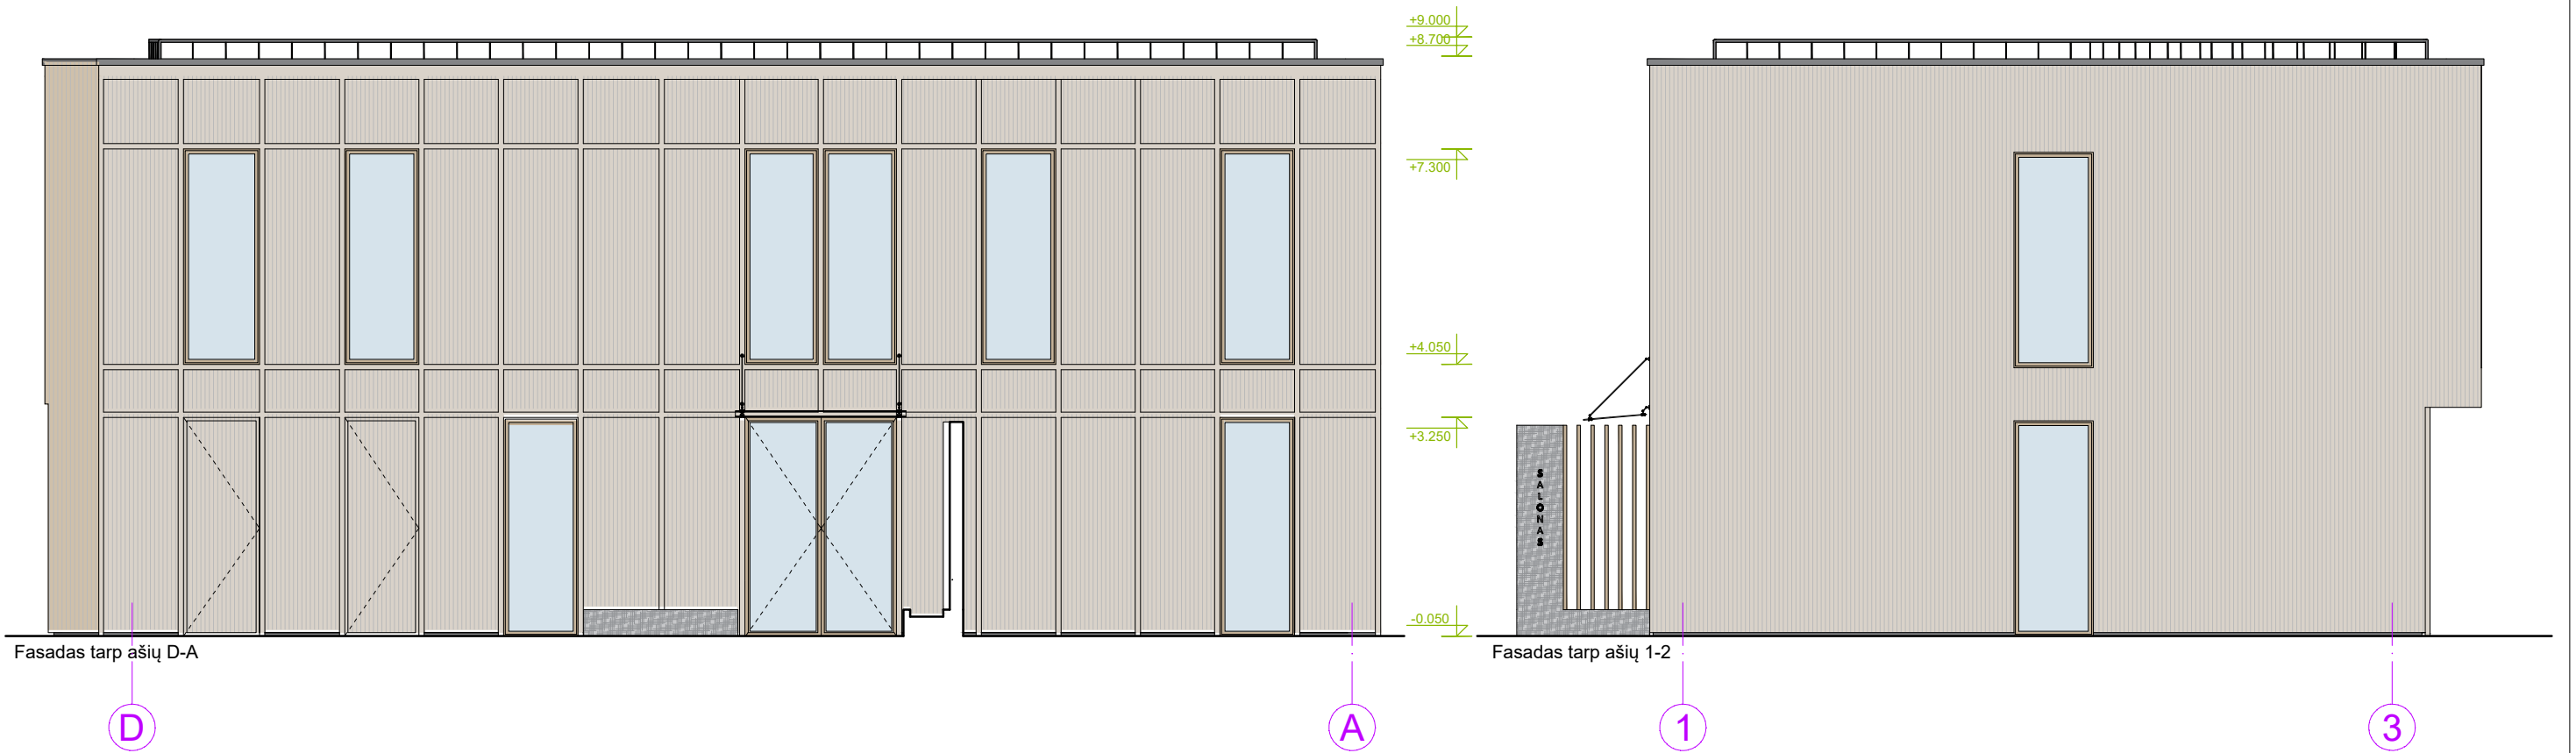 +9.000
+8.700
+7.300
+4.050
+3.250
-0.050
SALONAS
Fasadas tarp ašių D-A
Fasadas tarp ašių 1-2
D
A
1
3